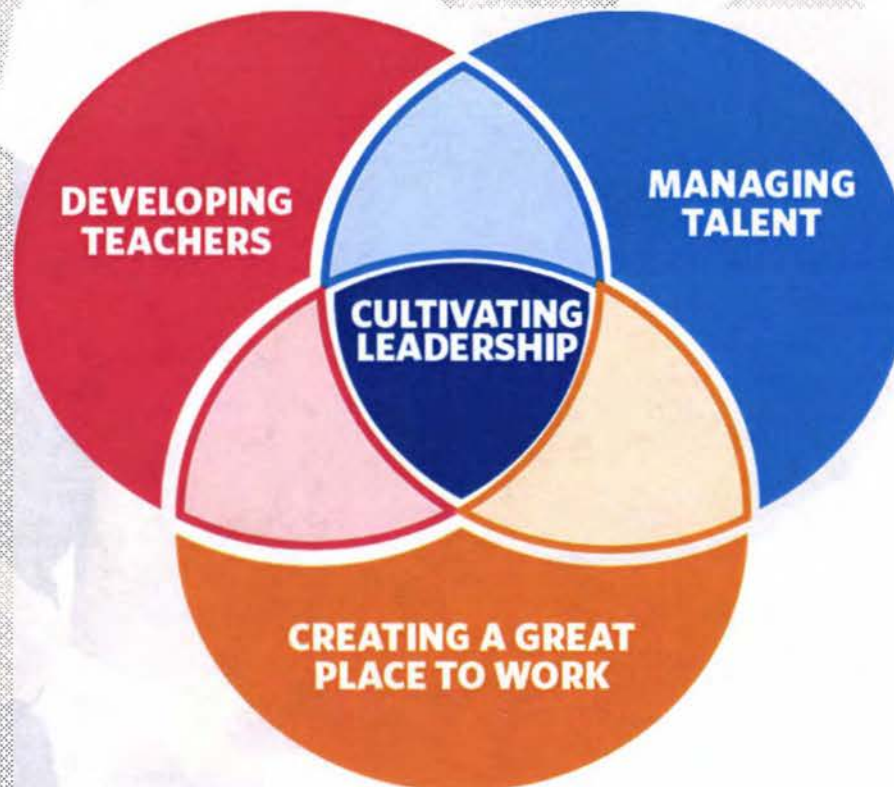 DEVELOPING
TEACHERS
MANAGING
TALENT
CULTIVATING
LEADERSHIP
CREATING A GREAT
PLACE TO WORK